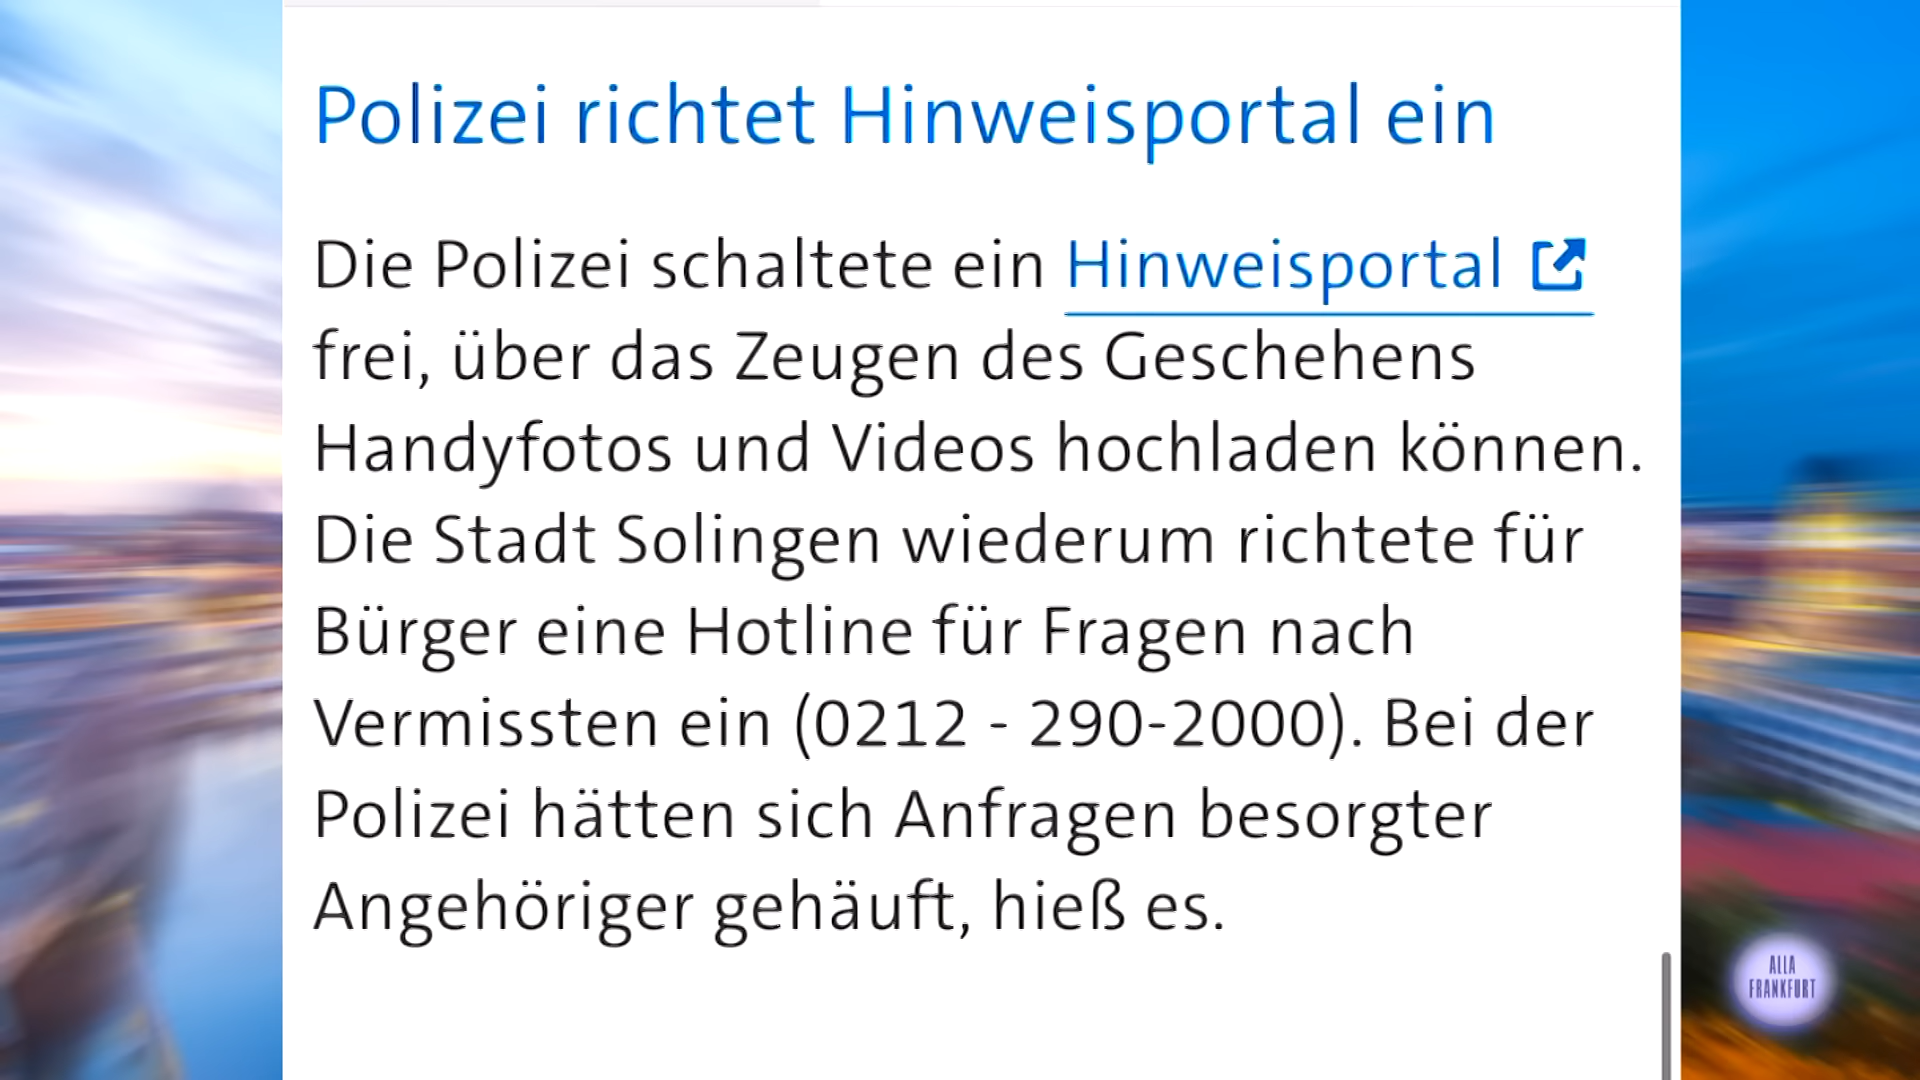 Polizei richtet Hinweisportal ein
Die Polizei schaltete ein Hinweisportal
frei, über das Zeugen des Geschehens
Handyfotos und Videos hochladen können.
Die Stadt Solingen wiederum richtete für
Bürger eine Hotline für Fragen nach
Vermissten ein (0212 - 290-2000). Bei der
Polizei hätten sich Anfragen besorgter
Angehöriger gehäuft, hieß es.
ALLA
FRANKFURT